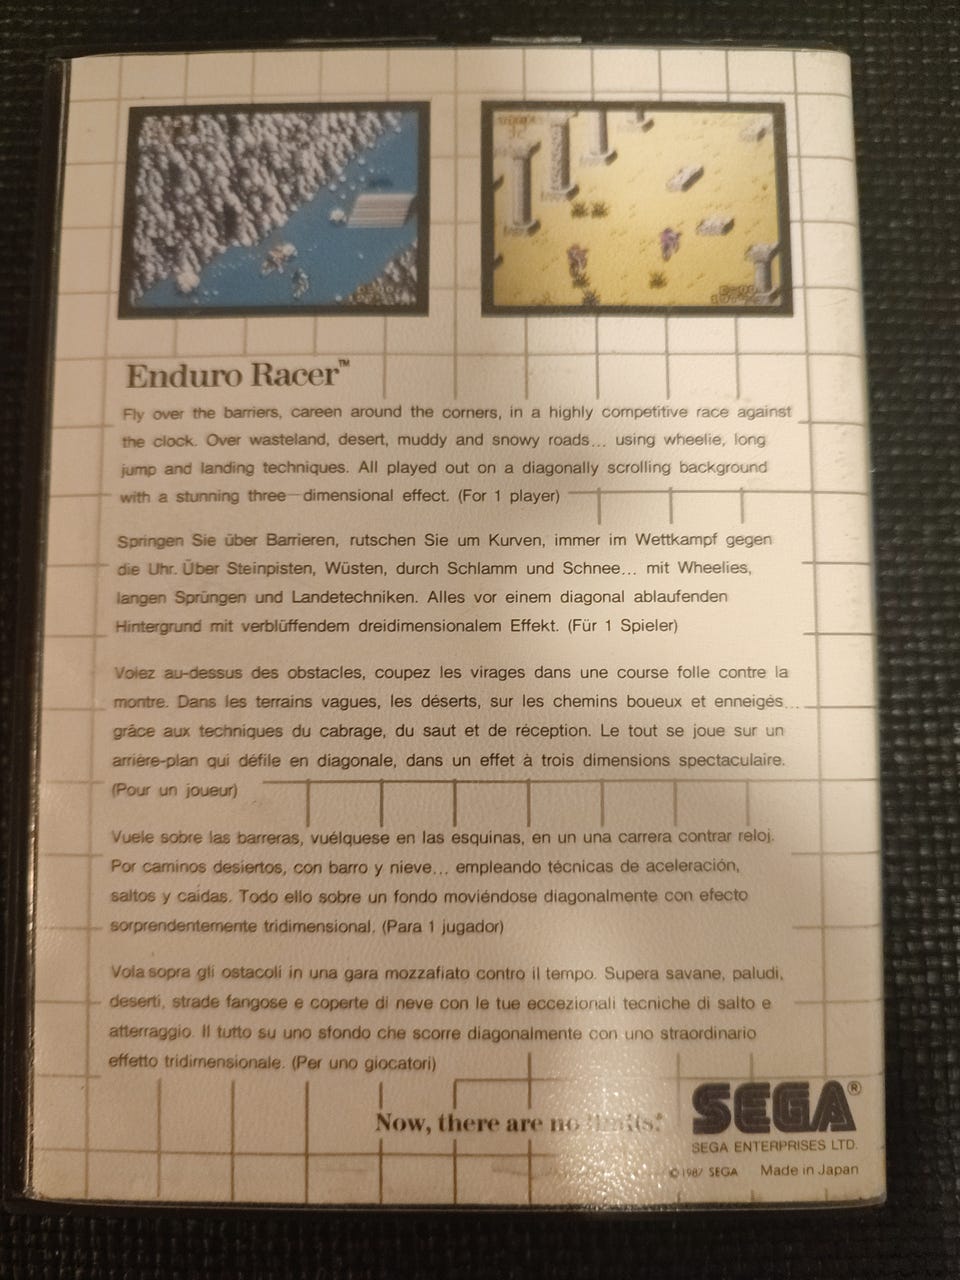 Enduro Racer™
Fly over the barriers, careen around the corners, in a highly competitive race against
the clock. Over wasteland, desert, muddy and snowy roads... using wheelie, long
jump and landing techniques. All played out on a diagonally scrolling background
with a stunning three-dimensional effect. (For 1 player)
Springen Sie über Barrieren, rutschen Sie um Kurven, immer im Wettkampf gegen
die Uhr. Über Steinpisten, Wüsten, durch Schlamm und Schnee... mit Wheelies,
langen Sprüngen und Landetechniken. Alles vor einem diagonal ablaufenden
Hintergrund mit verblüffendem dreidimensionalem Effekt. (Für 1 Spieler)
Volez au-dessus des obstacles, coupez les virages dans une course folle contre la
montre. Dans les terrains vagues, les déserts, sur les chemins boueux et enneigés...
grâce aux techniques du cabrage, du saut et de réception. Le tout se joue sur un
arrière-plan qui défile en diagonale, dans un effet à trois dimensions spectaculaire.
(Pour un joueur)
Vuele sobre las barreras, vuélquese en las esquinas, en un una carrera contrar reloj.
Por caminos desiertos, con barro y nieve... empleando técnicas de aceleración,
saltos y caídas. Todo ello sobre un fondo moviéndose diagonalmente con efecto
sorprendentemente tridimensional. (Para 1 jugador)
Vola sopra gli ostacoli in una gara mozzafiato contro il tempo. Supera savane, paludi,
deserti, strade fangose e coperte di neve con le tue eccezionali tecniche di salto e
atterraggio. Il tutto su uno sfondo che scorre diagonalmente con uno straordinario
effetto tridimensionale. (Per uno giocatori)
Now, there are no limits!
SEGA®
SEGA ENTERPRISES LTD.
©1987 SEGA Made in Japan